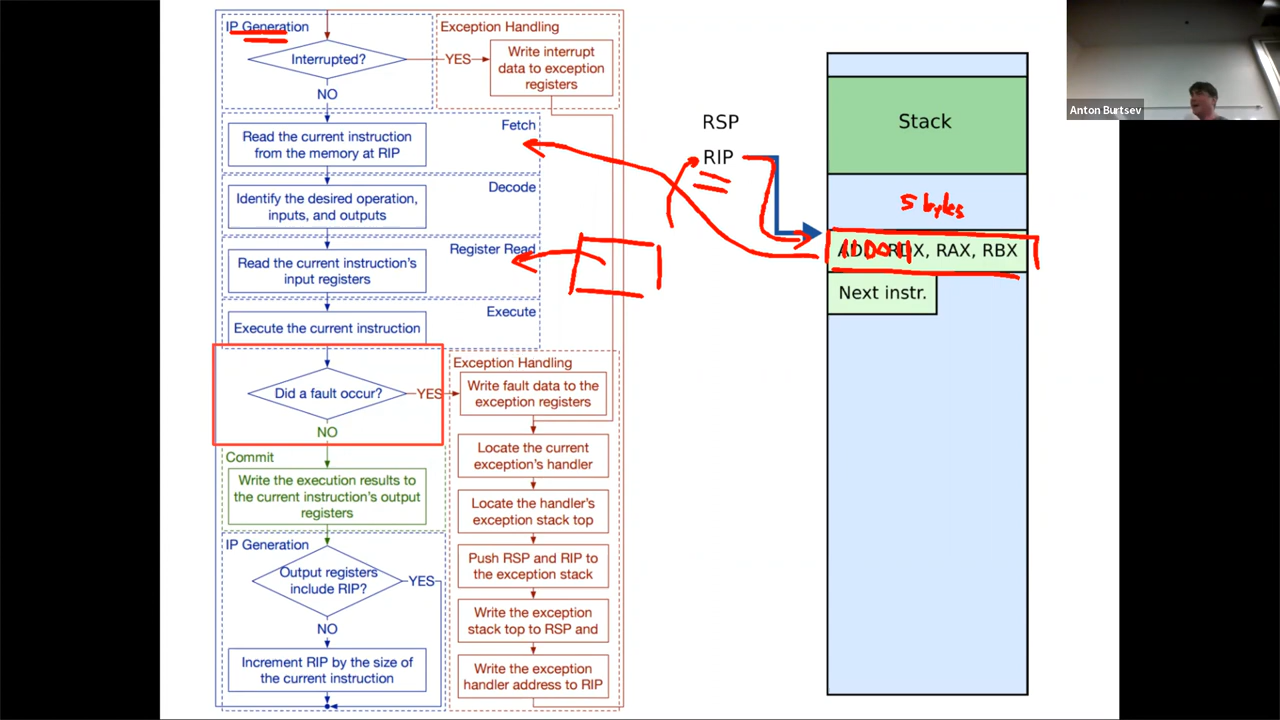 IP Generation
Interrupted?
YES
NO
Exception Handling
Write interrupt
data to exception
registers
Fetch
Read the current instruction
from the memory at RIP
Decode
Identify the desired operation,
inputs, and outputs
Register Read
Read the current instruction's
input registers
Execute
Execute the current instruction
Did a fault occur?
YES
NO
Exception Handling
Write fault data to the
exception registers
Commit
Write the execution results to
the current instruction's output
registers
Locate the current
exception's handler
Locate the handler's
exception stack top
IP Generation
Output registers
include RIP?
YES
NO
Increment RIP by the size of
the current instruction
Push RSP and RIP to
the exception stack
Write the exception
stack top to RSP and
Write the exception
handler address to RIP
RSP
RIP
Stack
5 bytes
RDX, RAX, RBX
Next instr.
Anton Burtsev